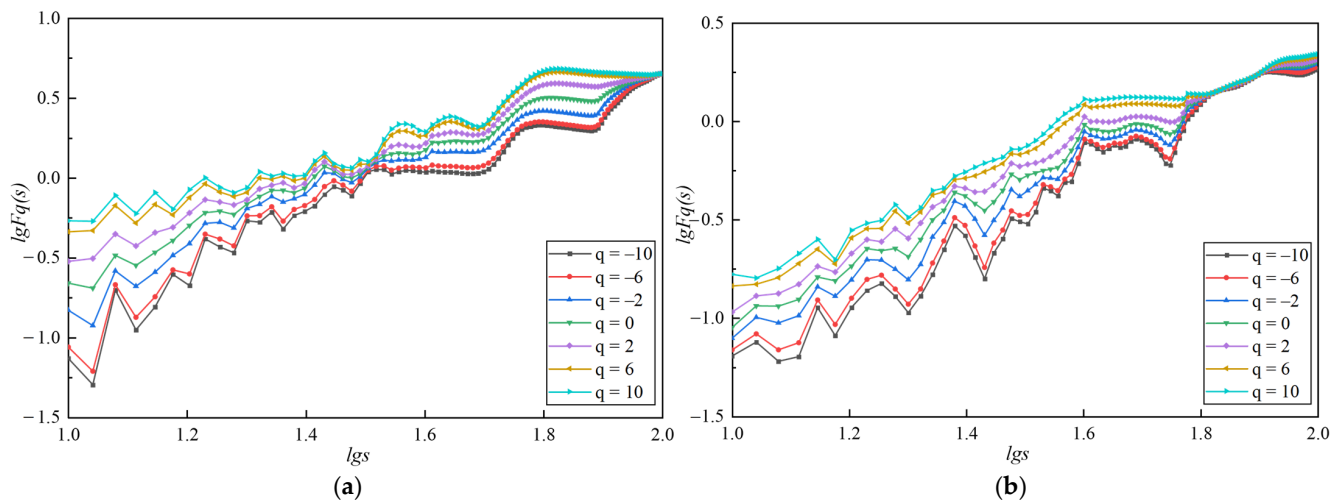 1.0
0.5
0.0
−0.5
−1.0
−1.5
lgFq(s)
1.0 1.2 1.4 1.6 1.8 2.0
lgs
q = −10
q = −6
q = −2
q = 0
q = 2
q = 6
q = 10
(a)
0.5
0.0
−0.5
−1.0
−1.5
lgFq(s)
1.0 1.2 1.4 1.6 1.8 2.0
lgs
q = −10
q = −6
q = −2
q = 0
q = 2
q = 6
q = 10
(b)